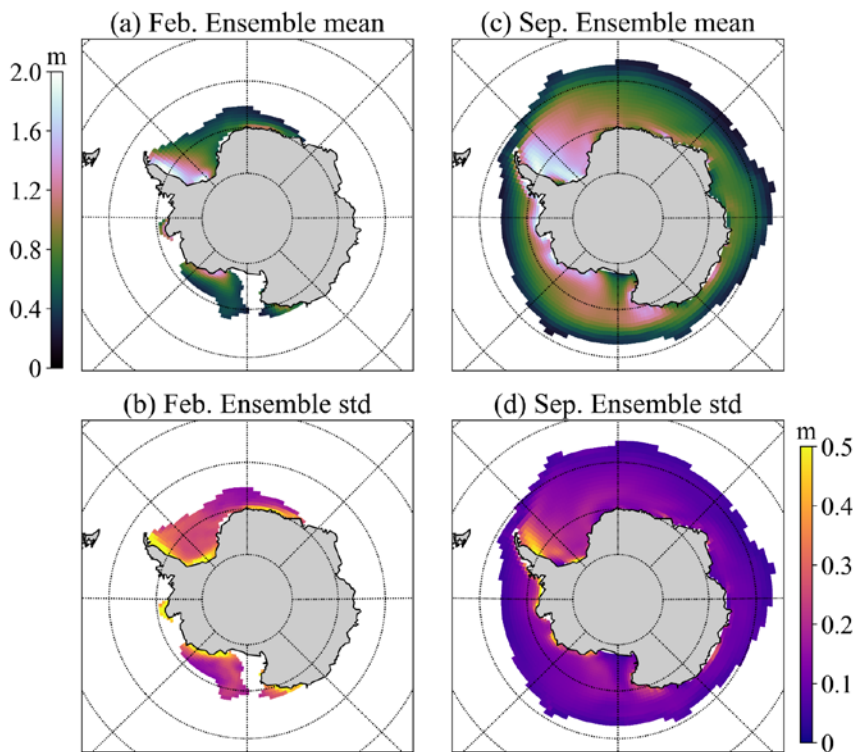 (a) Feb. Ensemble mean
(c) Sep. Ensemble mean
m
2.0
1.6
1.2
0.8
0.4
0
(b) Feb. Ensemble std
(d) Sep. Ensemble std
m
0.5
0.4
0.3
0.2
0.1
0